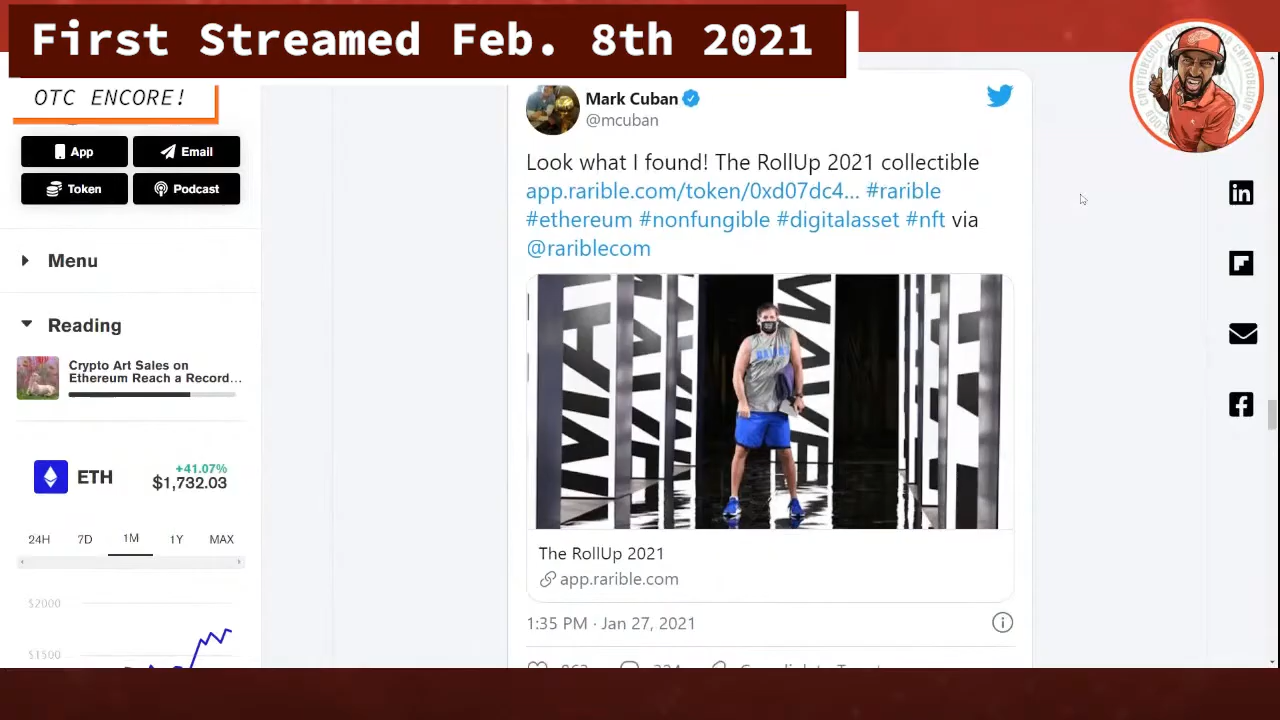 First Streamed Feb. 8th 2021
OTC ENCORE!
App
Email
Token
Podcast
Menu
Reading
Crypto Art Sales on
Ethereum Reach a Record...
ETH
+41.07%
$1,732.03
24H 7D 1M 1Y MAX
$2000
$1500
Mark Cuban
@mcuban
Look what I found! The RollUp 2021 collectible
app.rarible.com/token/0xd07dc4... #rarible
#ethereum #nonfungible #digitalasset #nft via
@rariblecom
The RollUp 2021
app.rarible.com
1:35 PM · Jan 27, 2021